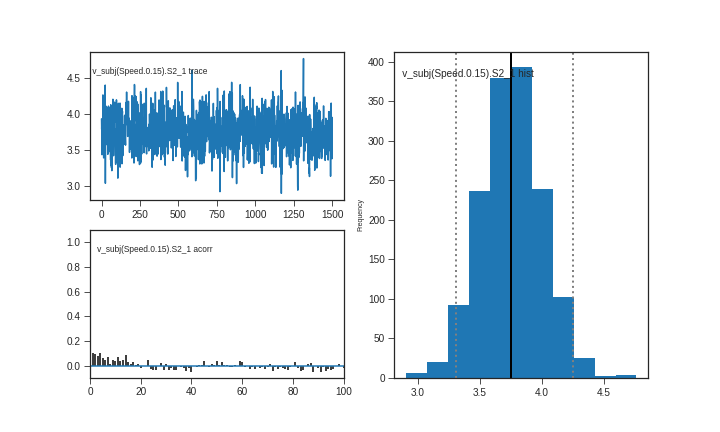 v_subj(Speed.0.15).S2_1 trace
4.5
4.0
3.5
3.0
0 250 500 750 1000 1250 1500
v_subj(Speed.0.15).S2_1 acorr
1.0
0.8
0.6
0.4
0.2
0.0
0 20 40 60 80 100
v_subj(Speed.0.15).S2_1 hist
Frequency
400
350
300
250
200
150
100
50
0
3.0 3.5 4.0 4.5